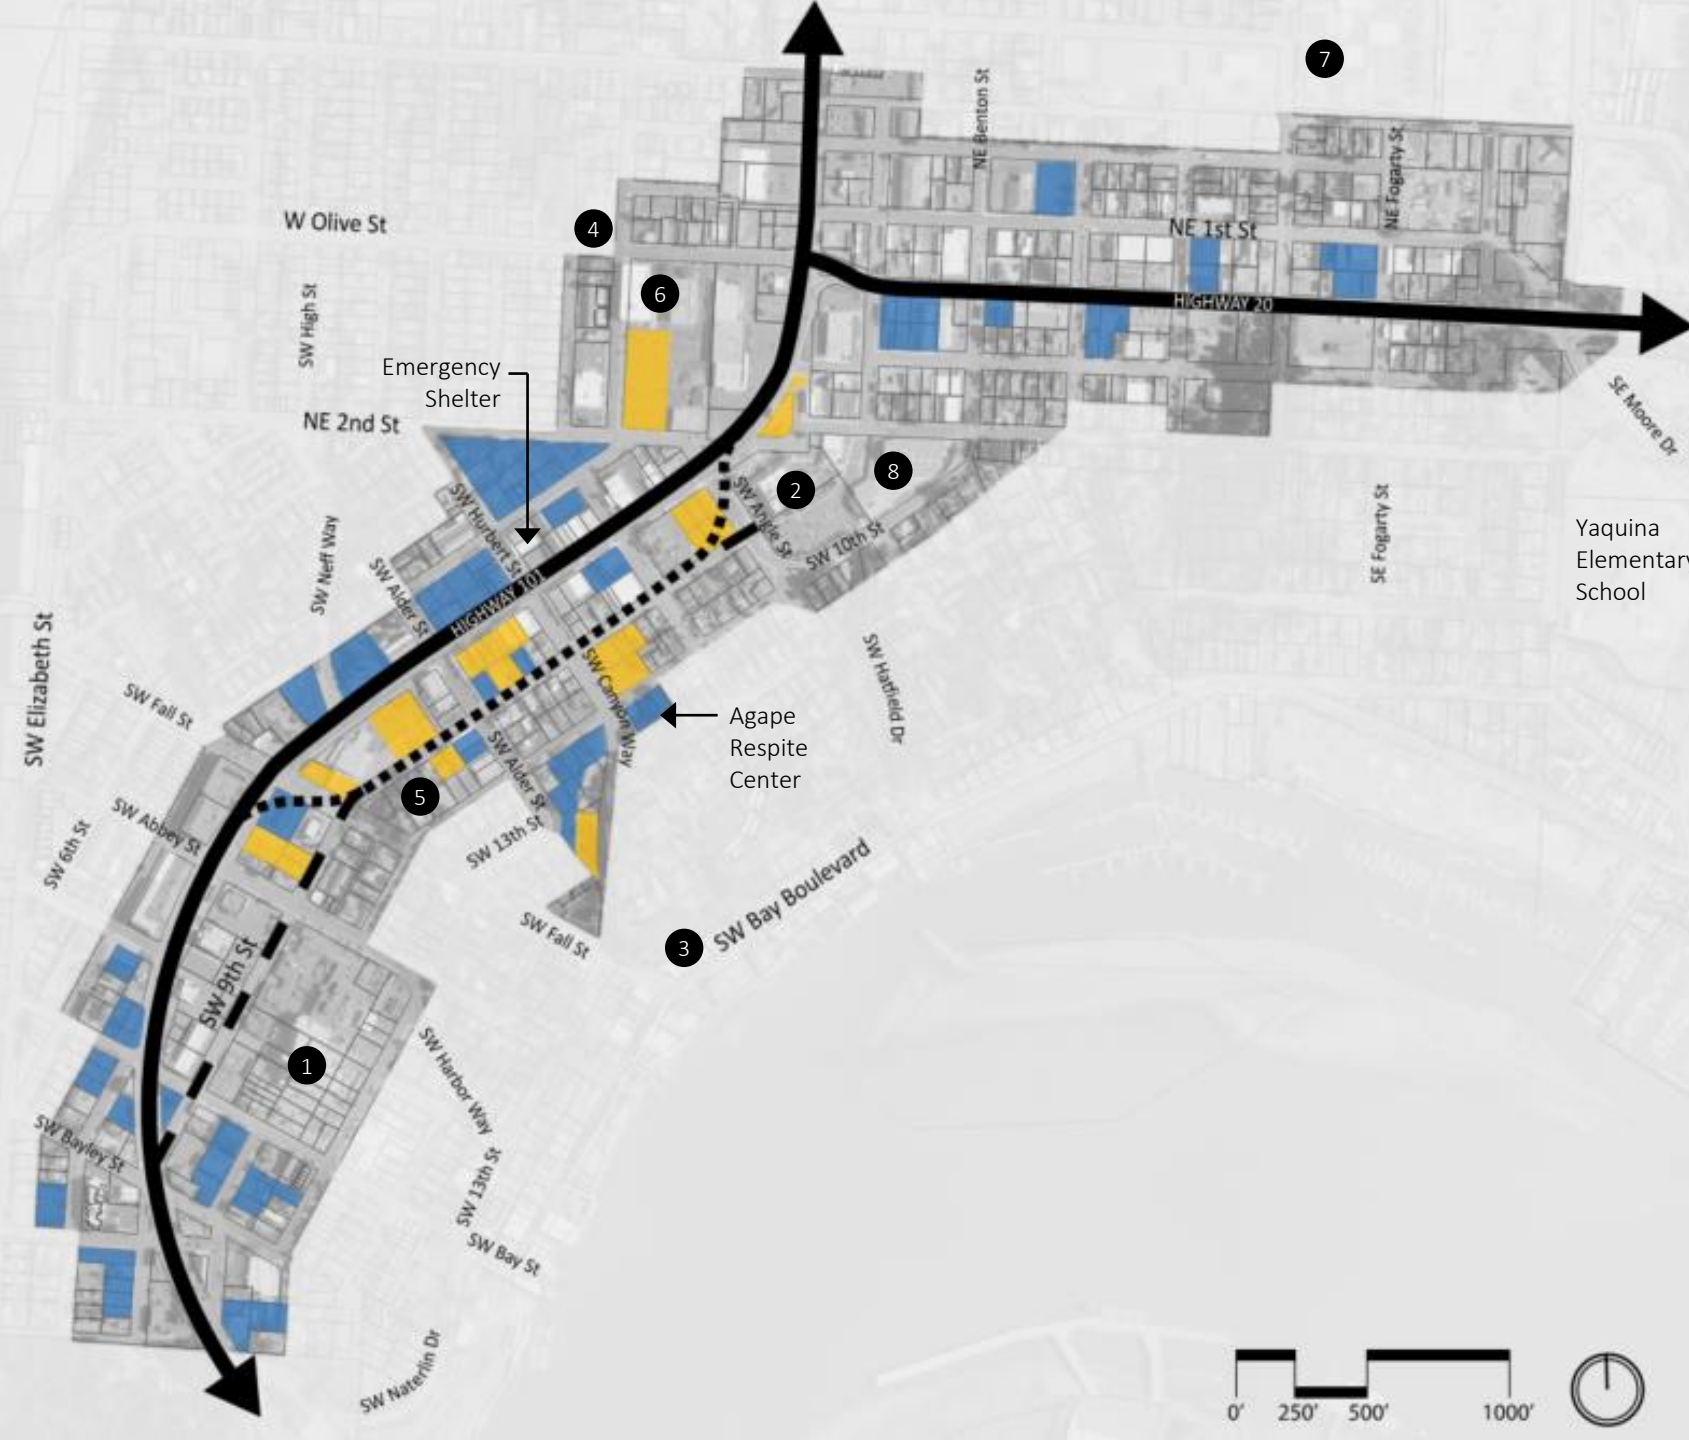 7
NE Benton St
NE Fogarty St
W Olive St
4
NE 1st St
6
SW High St
HIGHWAY 20
Emergency
Shelter
SE Moore Dr
NE 2nd St
8
2
SW Hurbert St
SW Angle St
SW 10th St
SE Fogarty St
Yaquina
Elementary
School
SW Neff Way
SW Alder St
HIGHWAY 101
SW Elizabeth St
SW Canyon Way
SW Hatfield Dr
SW Fall St
Agape
Respite
Center
SW Alder St
5
SW Abbey St
SW 6th St
SW 13th St
SW Bay Boulevard
SW Fall St
3
SW 9th St
1
SW Harbor Way
SW Bayley St
SW 13th St
SW Bay St
SW Naterlin Dr
0' 250' 500' 1000'